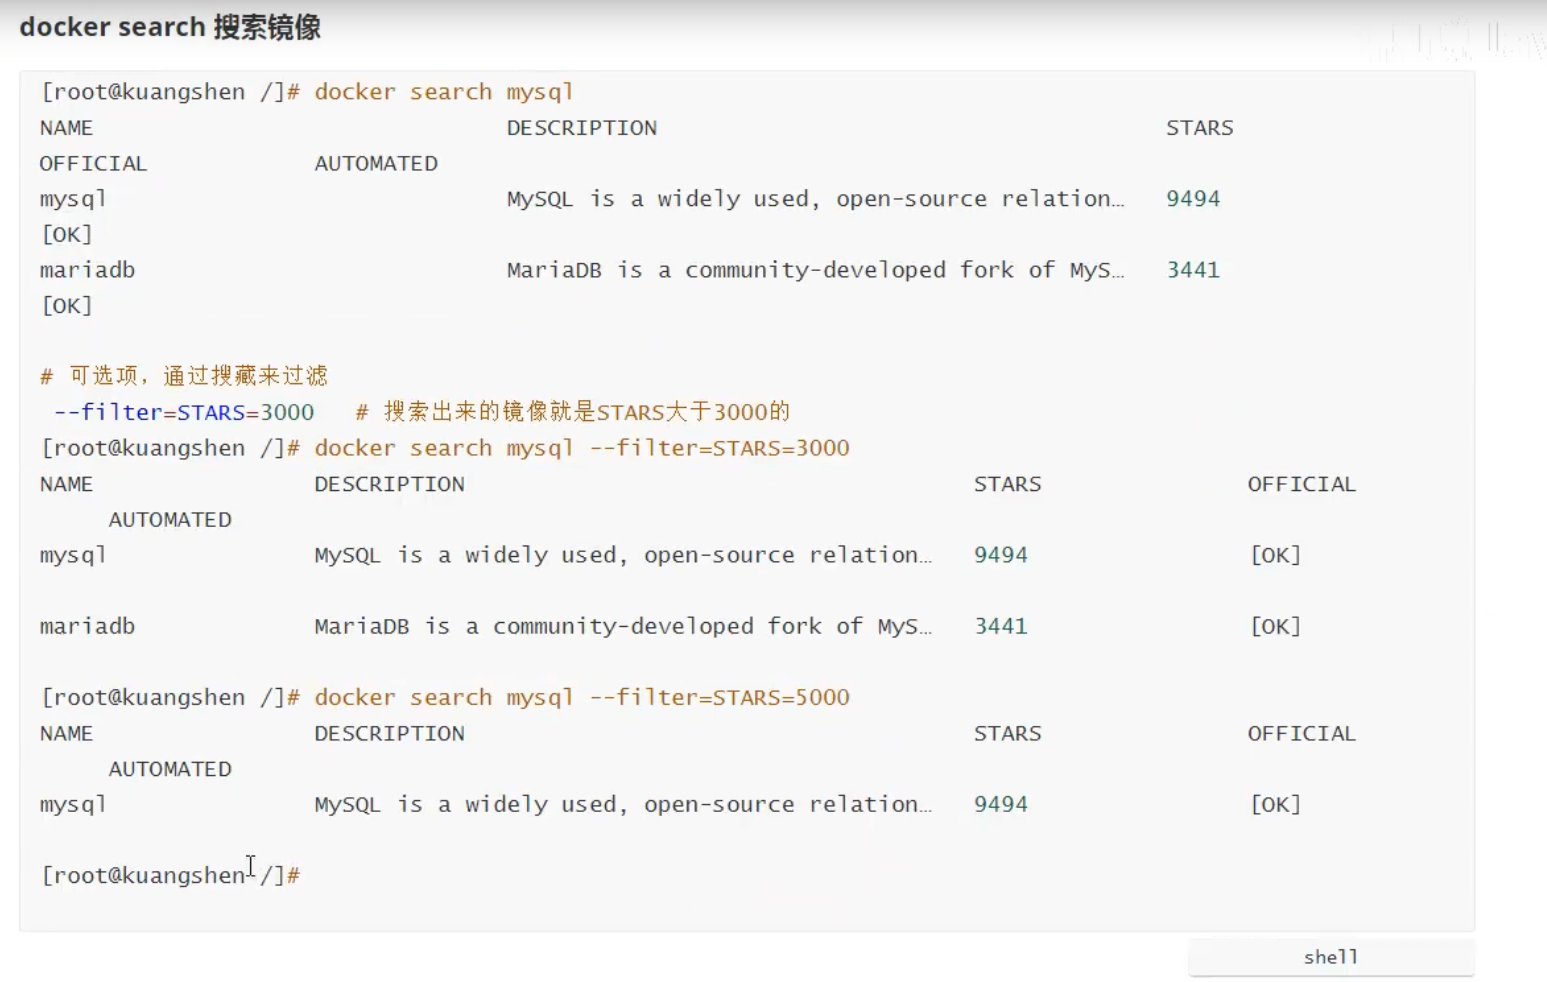 docker search 搜索镜像
[root@kuangshen /]# docker search mysql
NAME DESCRIPTION STARS
OFFICIAL AUTOMATED
mysql MySQL is a widely used, open-source relation… 9494
[OK]
mariadb MariaDB is a community-developed fork of MyS… 3441
[OK]
# 可选项，通过搜藏来过滤
--filter=STARS=3000 # 搜索出来的镜像就是STARS大于3000的
[root@kuangshen /]# docker search mysql --filter=STARS=3000
NAME DESCRIPTION STARS OFFICIAL
AUTOMATED
mysql MySQL is a widely used, open-source relation… 9494 [OK]
mariadb MariaDB is a community-developed fork of MyS… 3441 [OK]
[root@kuangshen /]# docker search mysql --filter=STARS=5000
NAME DESCRIPTION STARS OFFICIAL
AUTOMATED
mysql MySQL is a widely used, open-source relation… 9494 [OK]
[root@kuangshen /]#
shell